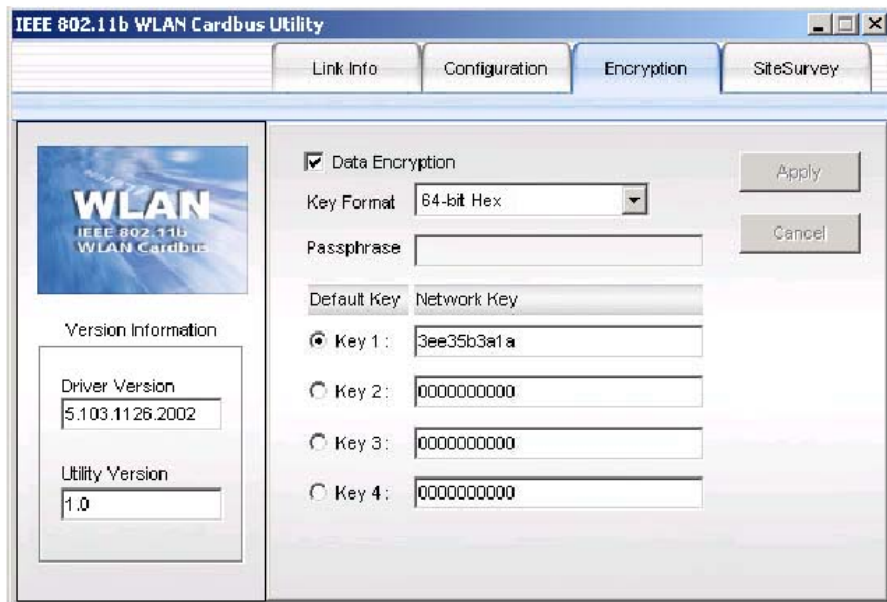 IEEE 802.11b WLAN Cardbus Utility
Link Info Configuration Encryption SiteSurvey
WLAN
IEEE 802.11b
WLAN Cardbus
Version Information
Driver Version
5.103.1126.2002
Utility Version
1.0
Data Encryption
Key Format 64-bit Hex
Passphrase
Default Key Network Key
Key 1 : 3ee35b3a1a
Key 2 : 0000000000
Key 3 : 0000000000
Key 4 : 0000000000
Apply
Cancel